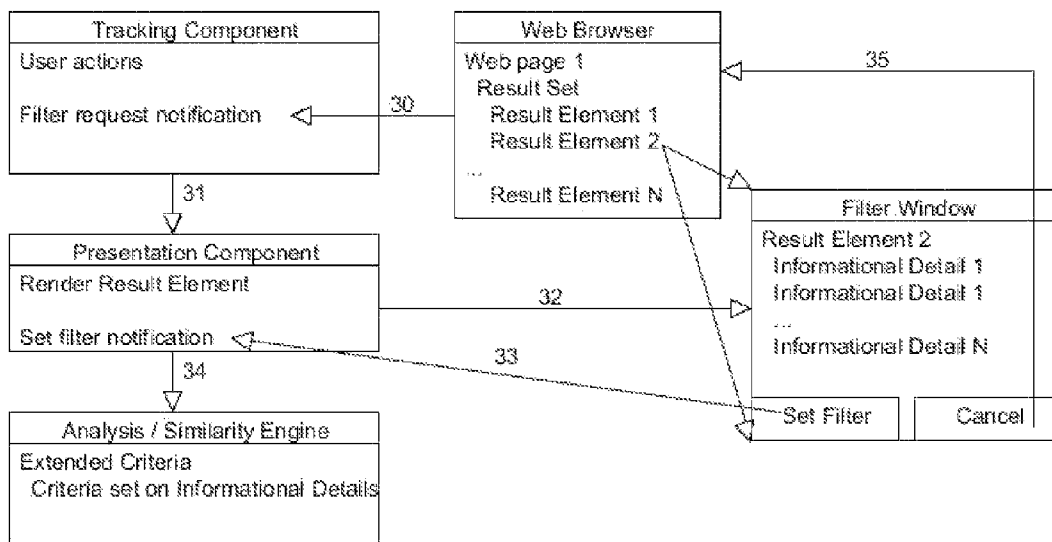 Tracking Component
User actions
Filter request notification
30
Web Browser
Web page 1
Result Set
Result Element 1
Result Element 2
...
Result Element N
35
31
Filter Window
Result Element 2
Informational Detail 1
Informational Detail 1
...
Informational Detail N
Set Filter
Cancel
Presentation Component
Render Result Element
Set filter notification
32
33
34
Analysis / Similarity Engine
Extended Criteria
Criteria set on Informational Details